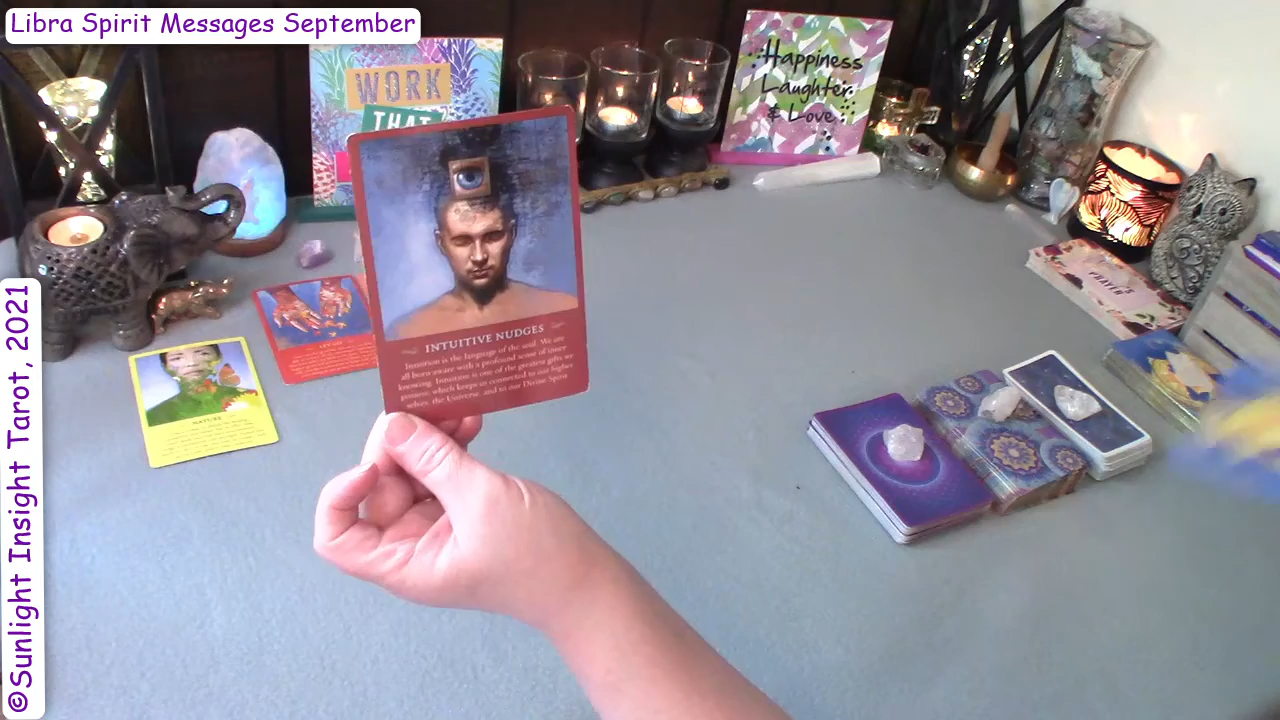 Libra Spirit Messages September
WORK
THAT
Happiness
Laughter
& Love
INTUITIVE NUDGES
Intuition is the language of the soul. We are
all born aware with a profound sense of inner
knowing. Intuition is one of the greatest gifts we
possess, which keeps us connected to our higher
selves, the Universe, and to our Divine Spirit
NATURE
LET GO
PRAYERS
©Sunlight Insight Tarot, 2021